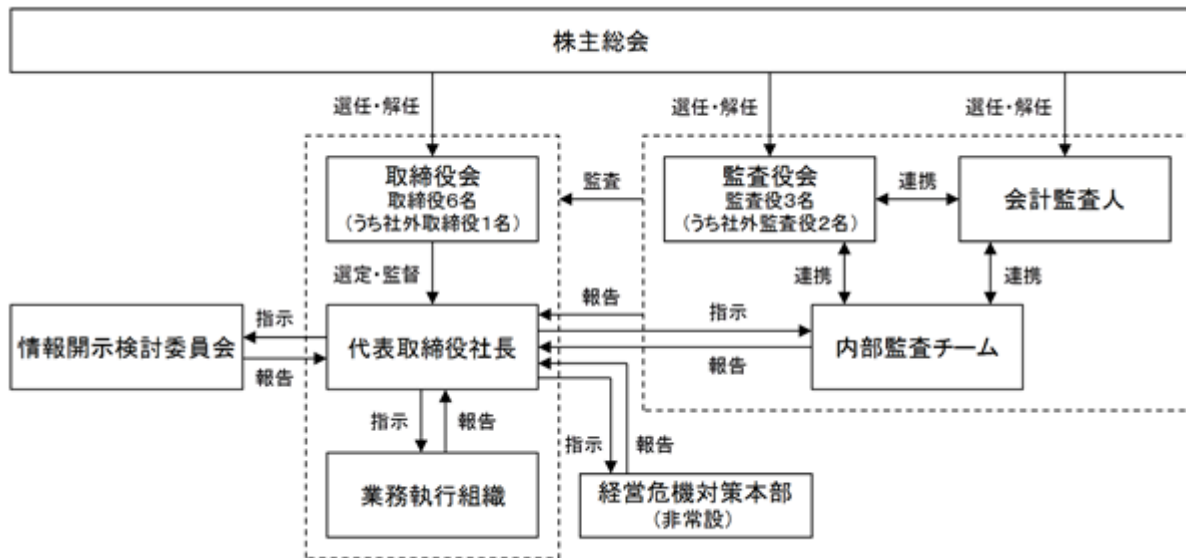 株主総会
選任・解任
選任・解任
選任・解任
取締役会
取締役6名
(うち社外取締役1名)
監査
監査役会
監査役3名
(うち社外監査役2名)
連携
会計監査人
選定・監督
連携
連携
情報開示検討委員会
指示
報告
代表取締役社長
報告
指示
報告
内部監査チーム
指示
報告
指示
報告
業務執行組織
経営危機対策本部
(非常設)